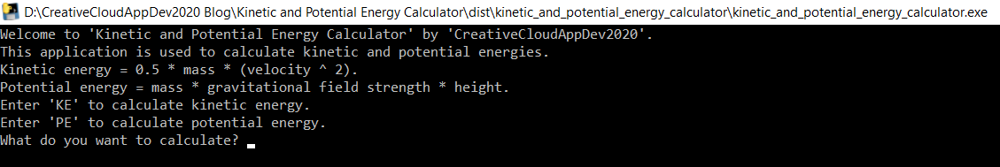 D:\CreativeCloudAppDev2020 Blog\Kinetic and Potential Energy Calculator\dist\kinetic_and_potential_energy_calculator\kinetic_and_potential_energy_calculator.exe
Welcome to 'Kinetic and Potential Energy Calculator' by 'CreativeCloudAppDev2020'.
This application is used to calculate kinetic and potential energies.
Kinetic energy = 0.5 * mass * (velocity ^ 2).
Potential energy = mass * gravitational field strength * height.
Enter 'KE' to calculate kinetic energy.
Enter 'PE' to calculate potential energy.
What do you want to calculate?